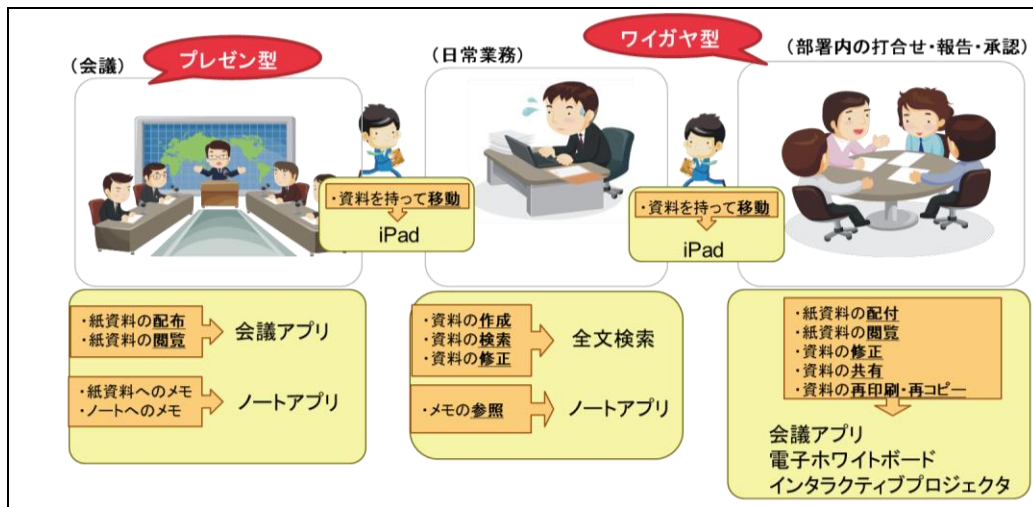 (会議)
プレゼン型
(日常業務)
ワイガヤ型
(部署内の打合せ・報告・承認)
・資料を持って移動
iPad
・資料を持って移動
iPad
・紙資料の配布
・紙資料の閲覧
会議アプリ
・紙資料へのメモ
・ノートへのメモ
ノートアプリ
・資料の作成
・資料の検索
・資料の修正
全文検索
・メモの参照
ノートアプリ
・紙資料の配付
・紙資料の閲覧
・資料の修正
・資料の共有
・資料の再印刷・再コピー
会議アプリ
電子ホワイトボード
インタラクティブプロジェクタ